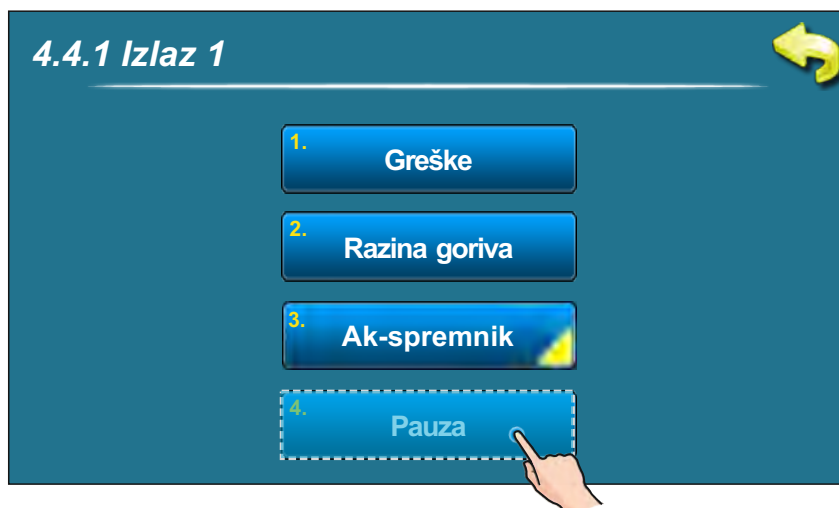 4.4.1 Izlaz 1
1.
Greške
2.
Razina goriva
3.
Ak-spremnik
4.
Pauza